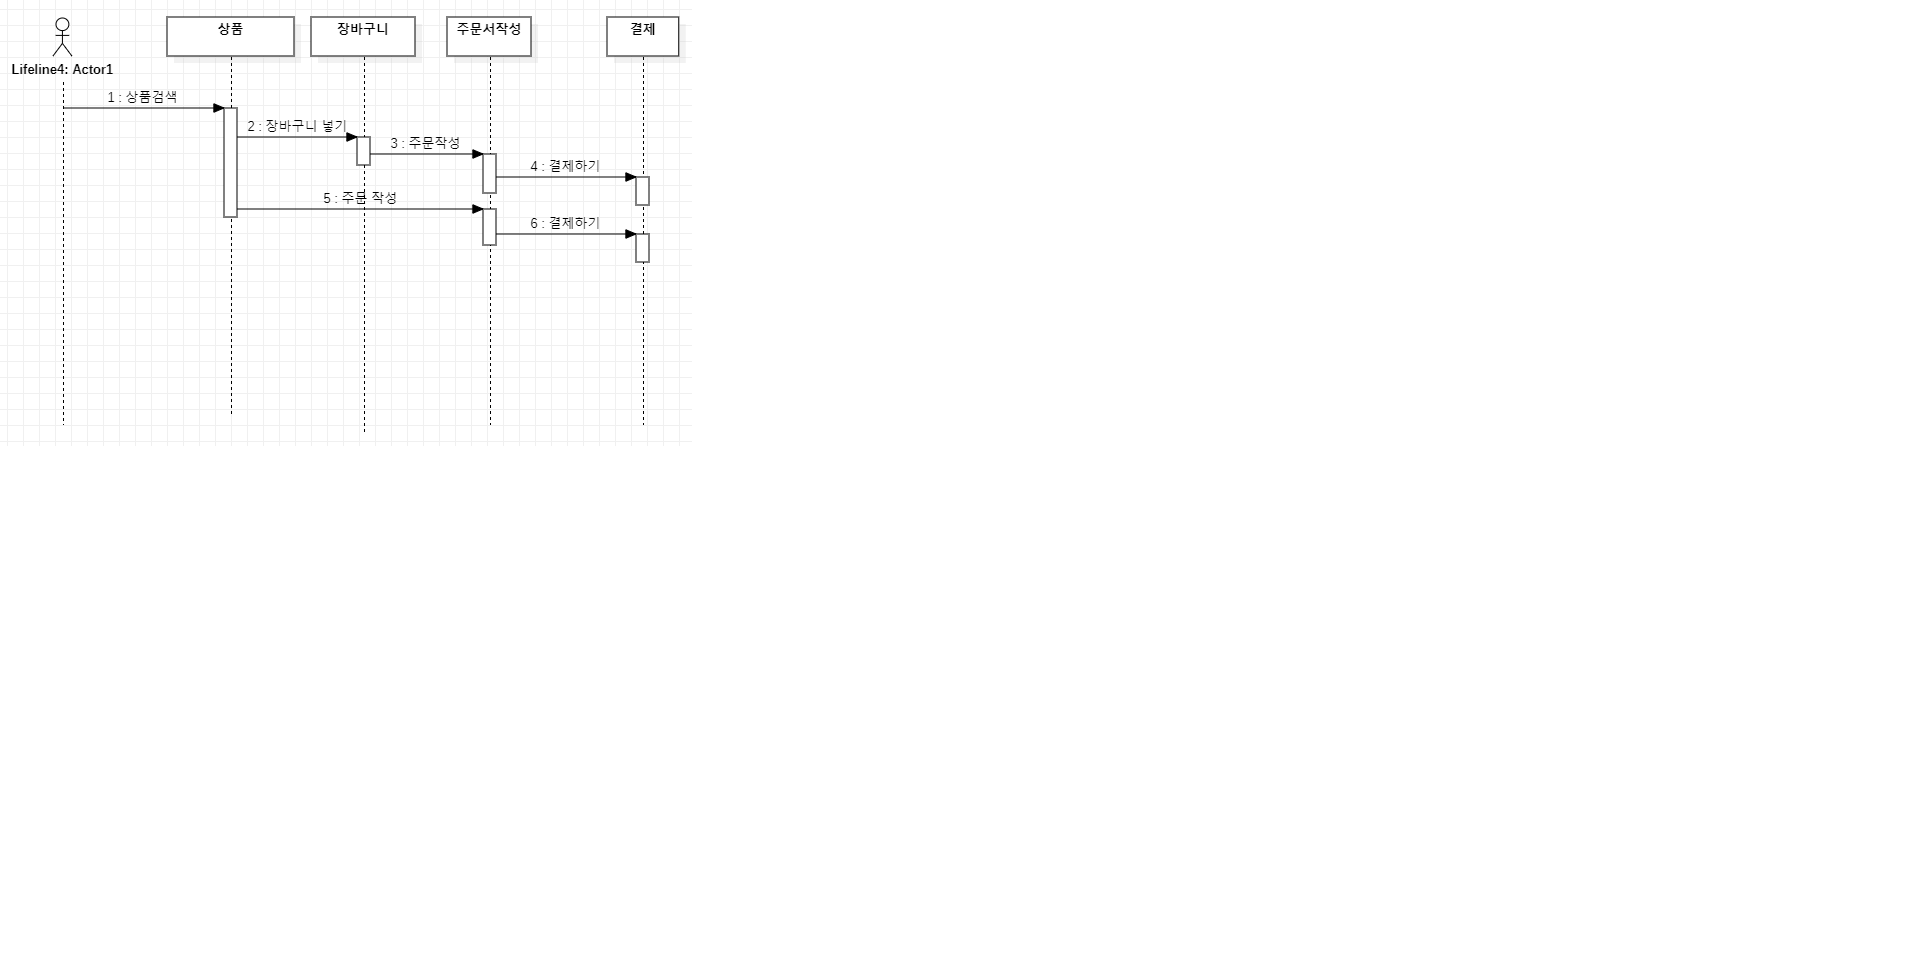 상품
장바구니
주문서작성
결제
Lifeline4: Actor1
1 : 상품검색
2 : 장바구니 넣기
3 : 주문작성
4 : 결제하기
5 : 주문 작성
6 : 결제하기